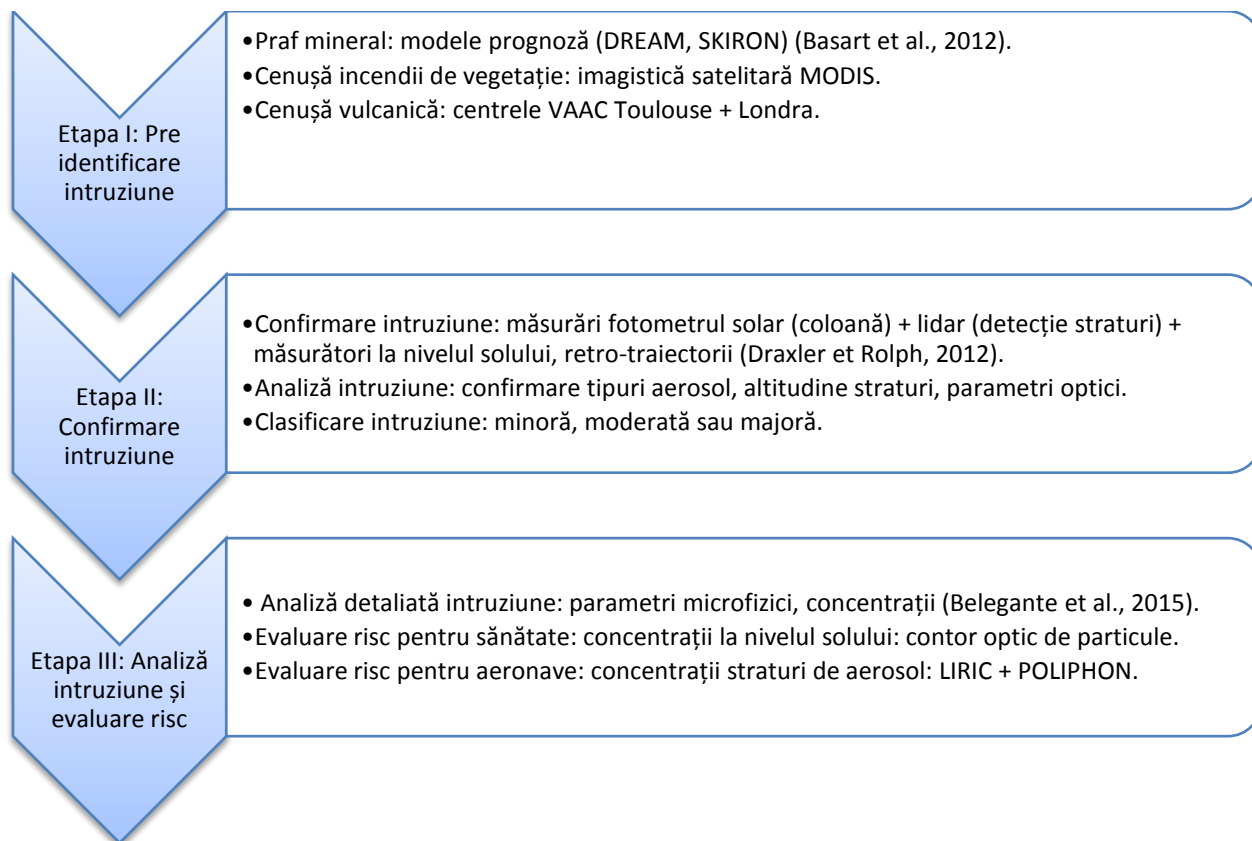 Etapa I: Pre
identificare
intruziune
•Praf mineral: modele prognoză (DREAM, SKIRON) (Basart et al., 2012).
•Cenușă incendii de vegetație: imagistică satelitară MODIS.
•Cenușă vulcanică: centrele VAAC Toulouse + Londra.
Etapa II:
Confirmare
intruziune
•Confirmare intruziune: măsurări fotometrul solar (coloană) + lidar (detecție straturi) +
măsurători la nivelul solului, retro-traiectorii (Draxler et Rolph, 2012).
•Analiză intruziune: confirmare tipuri aerosol, altitudine straturi, parametri optici.
•Clasificare intruziune: minoră, moderată sau majoră.
Etapa III: Analiză
intruziune și
evaluare risc
• Analiză detaliată intruziune: parametri microfizici, concentrații (Belegante et al., 2015).
•Evaluare risc pentru sănătate: concentrații la nivelul solului: contor optic de particule.
•Evaluare risc pentru aeronave: concentrații straturi de aerosol: LIRIC + POLIPHON.